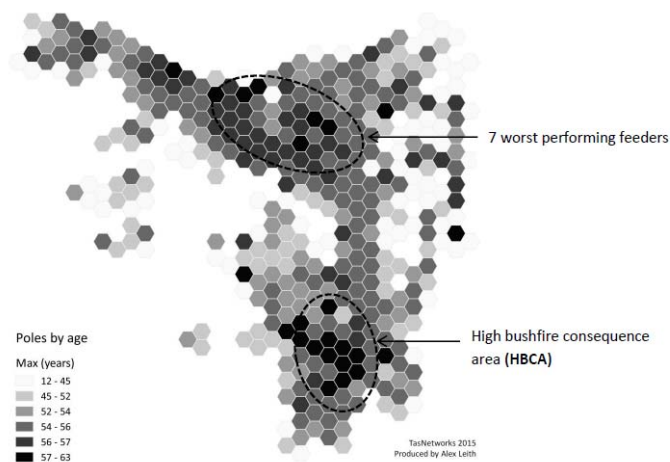 7 worst performing feeders
High bushfire consequence
area (HBCA)
Poles by age
Max (years)
12 - 45
45 - 52
52 - 54
54 - 56
56 - 57
57 - 63
TasNetworks 2015
Produced by Alex Leith